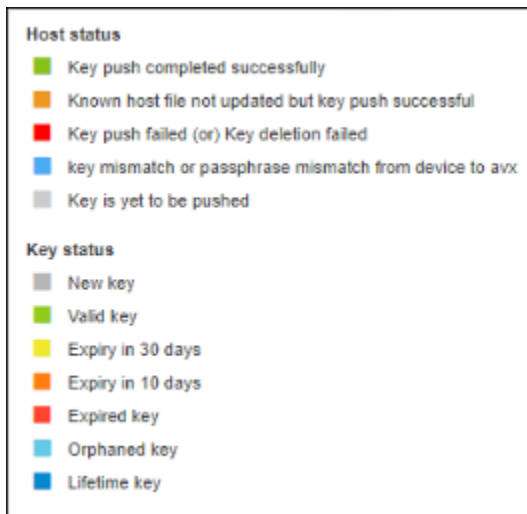 Host status
Key push completed successfully
Known host file not updated but key push successful
Key push failed (or) Key deletion failed
key mismatch or passphrase mismatch from device to avx
Key is yet to be pushed
Key status
New key
Valid key
Expiry in 30 days
Expiry in 10 days
Expired key
Orphaned key
Lifetime key